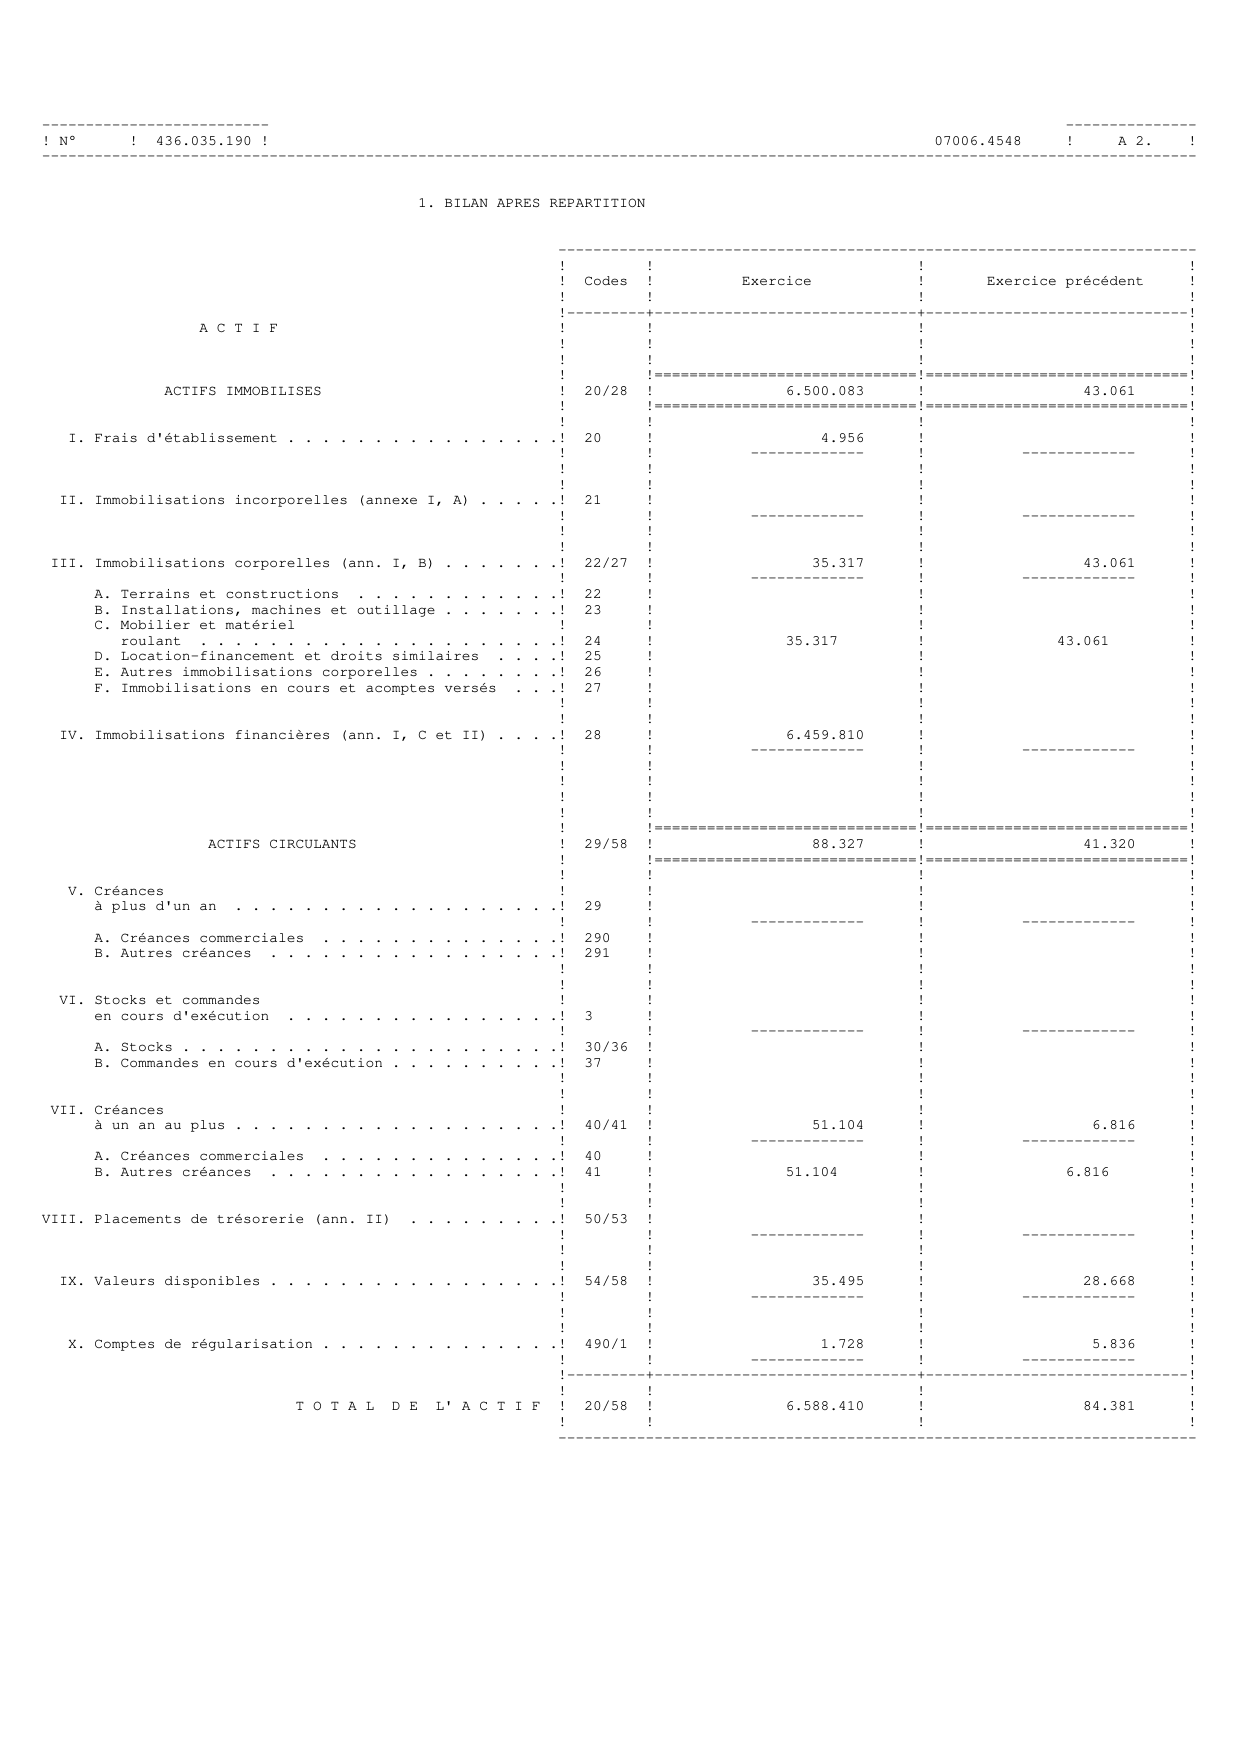 N° 436.035.190 07006.4548 A 2.
1. BILAN APRES REPARTITION
Codes Exercice Exercice précédent
A C T I F
ACTIFS IMMOBILISES 20/28 6.500.083 43.061
I. Frais d'établissement . . . . . . . . . . . . . . . . 20 4.956
II. Immobilisations incorporelles (annexe I, A) . . . . . 21
III. Immobilisations corporelles (ann. I, B) . . . . . . . 22/27 35.317 43.061
A. Terrains et constructions . . . . . . . . . . . . 22
B. Installations, machines et outillage . . . . . . . 23
C. Mobilier et matériel
roulant . . . . . . . . . . . . . . . . . . . . . 24 35.317 43.061
D. Location-financement et droits similaires . . . . 25
E. Autres immobilisations corporelles . . . . . . . . 26
F. Immobilisations en cours et acomptes versés . . . 27
IV. Immobilisations financières (ann. I, C et II) . . . . 28 6.459.810
ACTIFS CIRCULANTS 29/58 88.327 41.320
V. Créances
à plus d'un an . . . . . . . . . . . . . . . . . . . 29
A. Créances commerciales . . . . . . . . . . . . . . 290
B. Autres créances . . . . . . . . . . . . . . . . . 291
VI. Stocks et commandes
en cours d'exécution . . . . . . . . . . . . . . . . 3
A. Stocks . . . . . . . . . . . . . . . . . . . . . . 30/36
B. Commandes en cours d'exécution . . . . . . . . . . 37
VII. Créances
à un an au plus . . . . . . . . . . . . . . . . . . . 40/41 51.104 6.816
A. Créances commerciales . . . . . . . . . . . . . . 40
B. Autres créances . . . . . . . . . . . . . . . . . 41 51.104 6.816
VIII. Placements de trésorerie (ann. II) . . . . . . . . . 50/53
IX. Valeurs disponibles . . . . . . . . . . . . . . . . . 54/58 35.495 28.668
X. Comptes de régularisation . . . . . . . . . . . . . . 490/1 1.728 5.836
T O T A L D E L' A C T I F 20/58 6.588.410 84.381